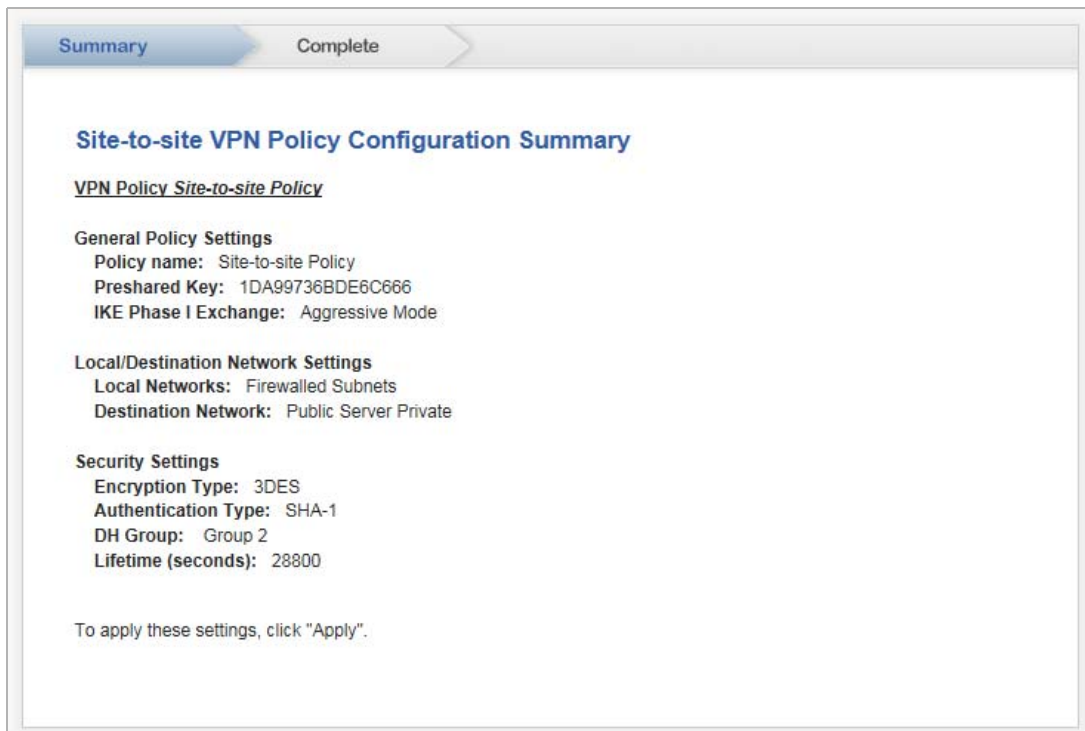 Summary
Complete
Site-to-site VPN Policy Configuration Summary
VPN Policy Site-to-site Policy
General Policy Settings
Policy name: Site-to-site Policy
Preshared Key: 1DA99736BDE6C666
IKE Phase I Exchange: Aggressive Mode
Local/Destination Network Settings
Local Networks: Firewalled Subnets
Destination Network: Public Server Private
Security Settings
Encryption Type: 3DES
Authentication Type: SHA-1
DH Group: Group 2
Lifetime (seconds): 28800
To apply these settings, click "Apply".